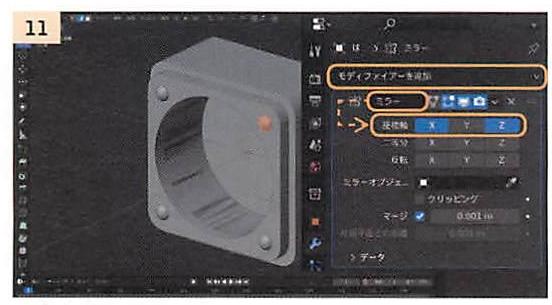 11
ミラー
モディファイアーを追加
ミラー
座標軸 X Y Z
二等分 X Y Z
反転 X Y Z
ミラーオブジェ...
クリッピング
マージ 0.001 m
データ